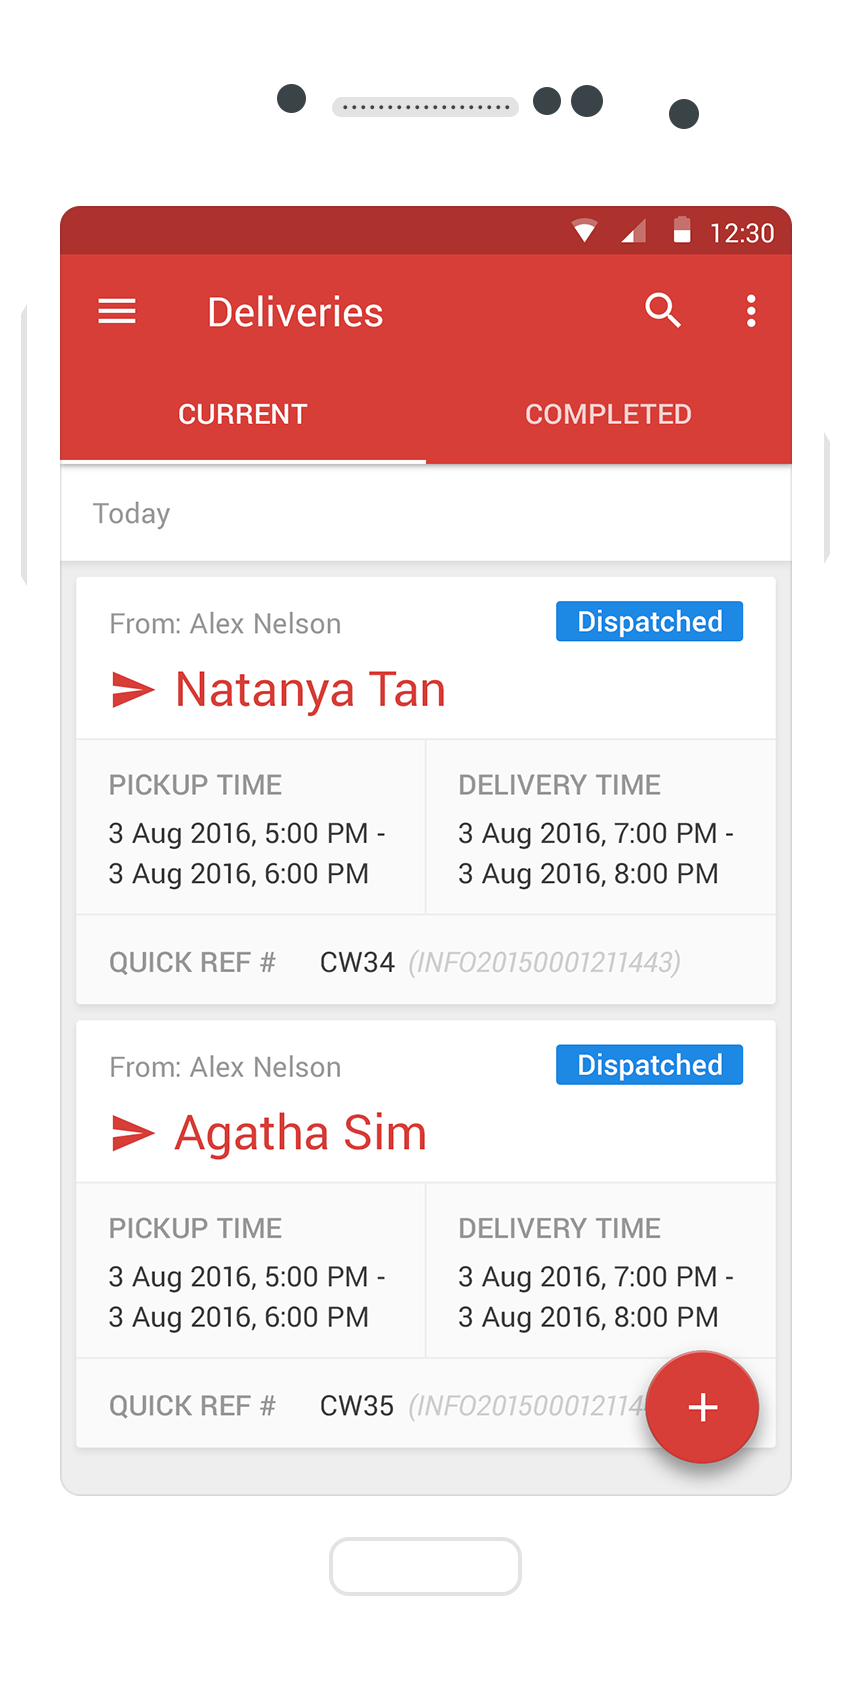 12:30
Deliveries
CURRENT COMPLETED
Today
From: Alex Nelson Dispatched
Natanya Tan
PICKUP TIME DELIVERY TIME
3 Aug 2016, 5:00 PM - 3 Aug 2016, 7:00 PM -
3 Aug 2016, 6:00 PM 3 Aug 2016, 8:00 PM
QUICK REF # CW34 (INFO20150001211443)
From: Alex Nelson Dispatched
Agatha Sim
PICKUP TIME DELIVERY TIME
3 Aug 2016, 5:00 PM - 3 Aug 2016, 7:00 PM -
3 Aug 2016, 6:00 PM 3 Aug 2016, 8:00 PM
QUICK REF # CW35